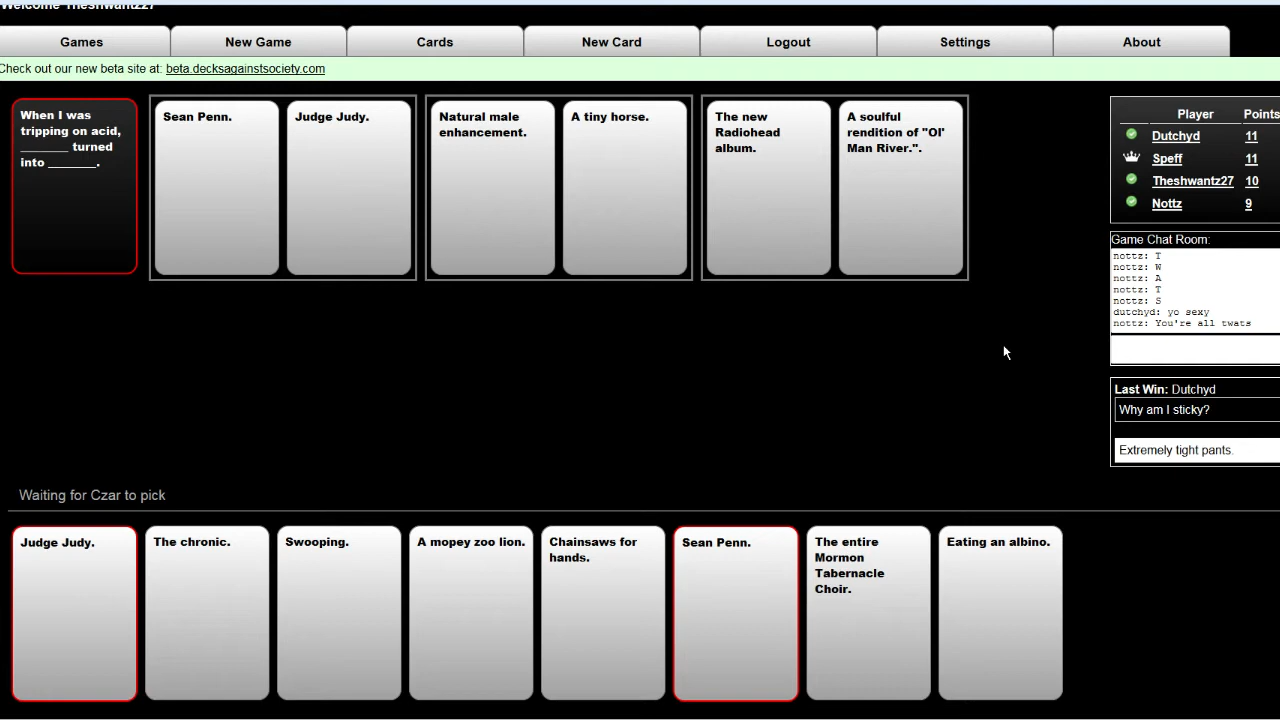 Welcome Theshwantz27
Games New Game Cards New Card Logout Settings About
Check out our new beta site at: beta.decksagainstsociety.com
When I was
tripping on acid,
_______ turned
into _______.
Sean Penn.
Judge Judy.
Natural male
enhancement.
A tiny horse.
The new
Radiohead
album.
A soulful
rendition of "Ol'
Man River.".
Player Points
Dutchyd 11
Speff 11
Theshwantz27 10
Nottz 9
Game Chat Room:
nottz: T
nottz: W
nottz: A
nottz: T
nottz: S
dutchyd: yo sexy
nottz: You're all twats
Last Win: Dutchyd
Why am I sticky?
Extremely tight pants.
Waiting for Czar to pick
Judge Judy.
The chronic.
Swooping.
A mopey zoo lion.
Chainsaws for
hands.
Sean Penn.
The entire
Mormon
Tabernacle
Choir.
Eating an albino.